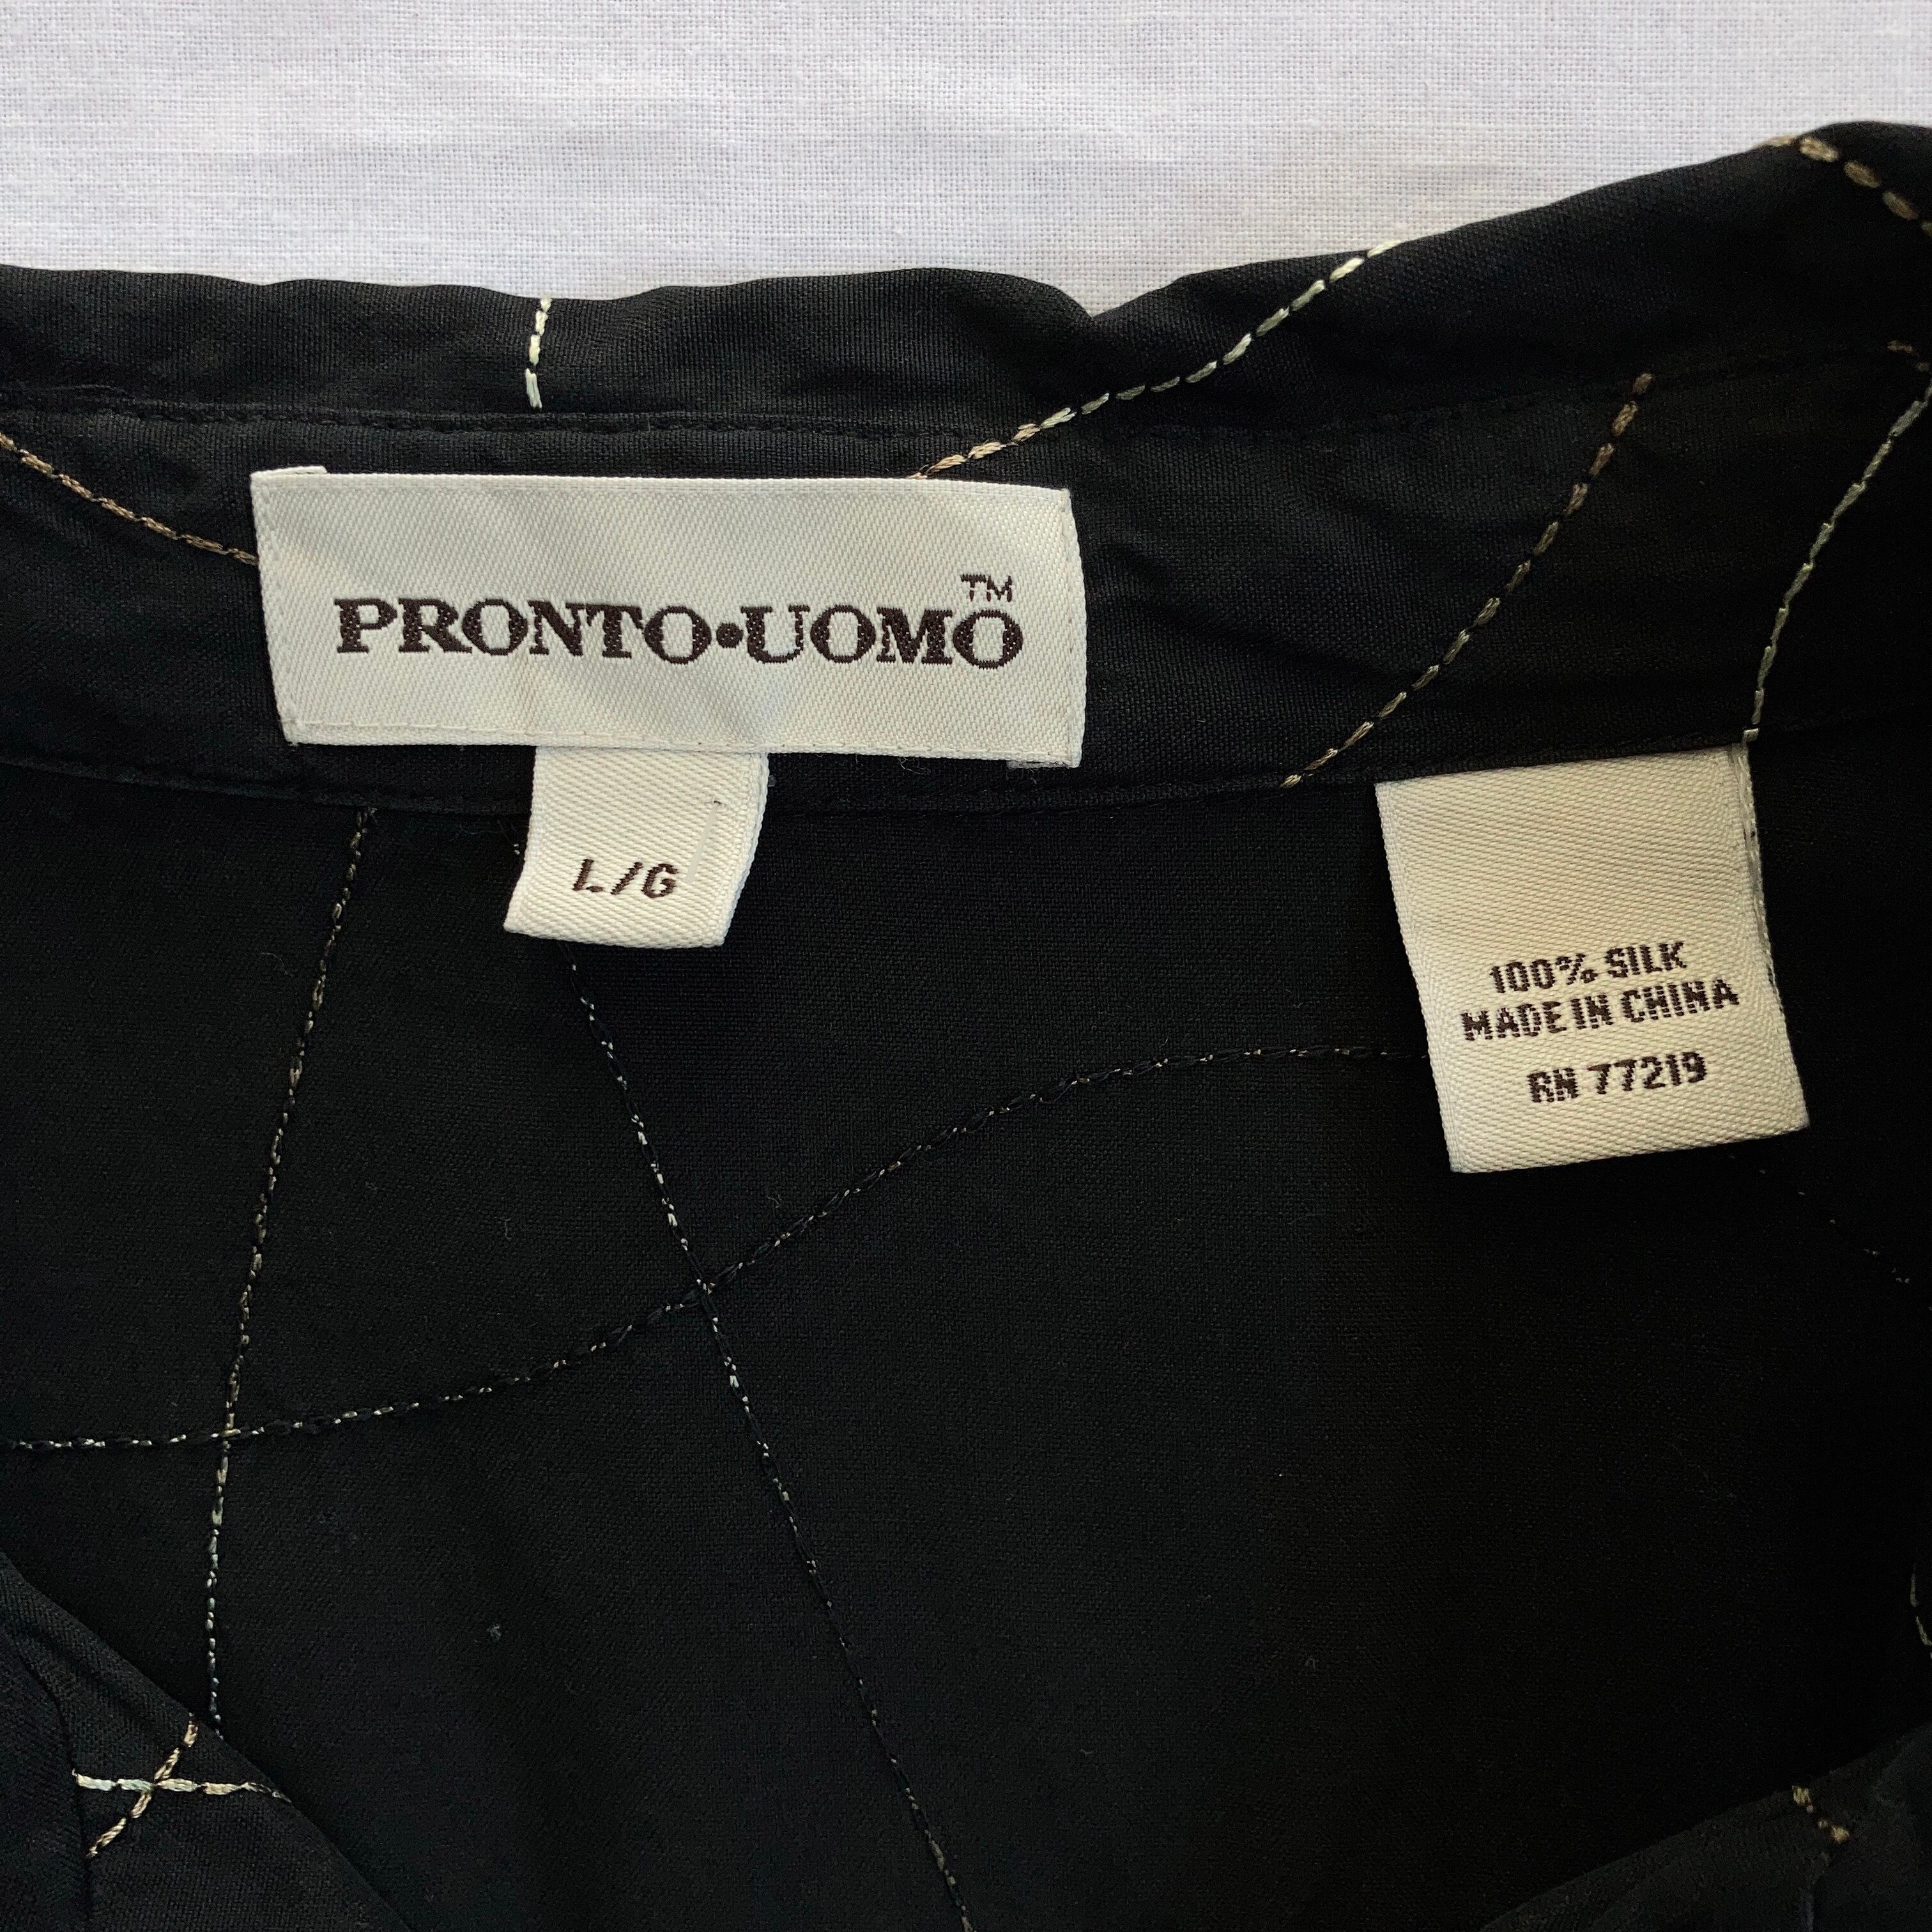 PRONTO•UOMO™
L/G
100% SILK
MADE IN CHINA
RN 77219